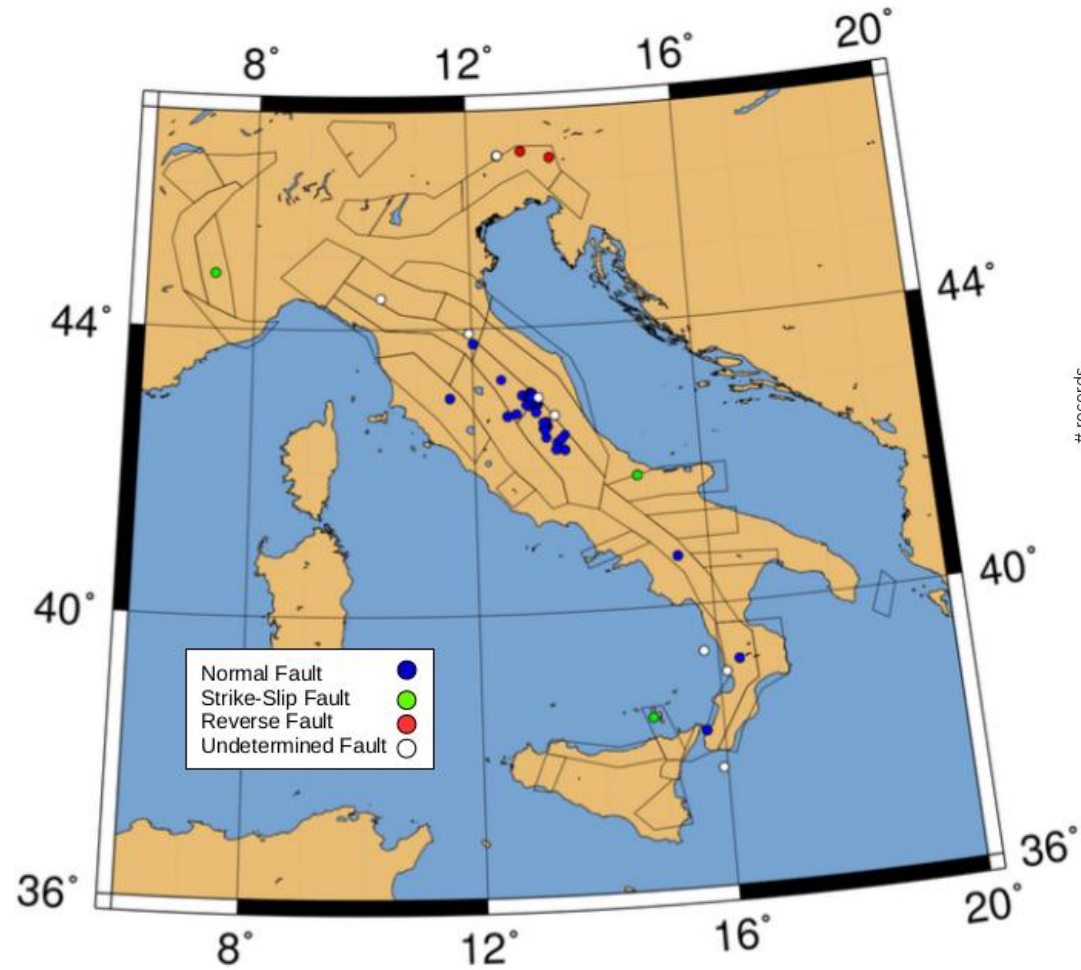 8° 12° 16° 20°
44° 44°
40° 40°
# records
Normal Fault
Strike-Slip Fault
Reverse Fault
Undetermined Fault
36° 36°
8° 12° 16° 20°